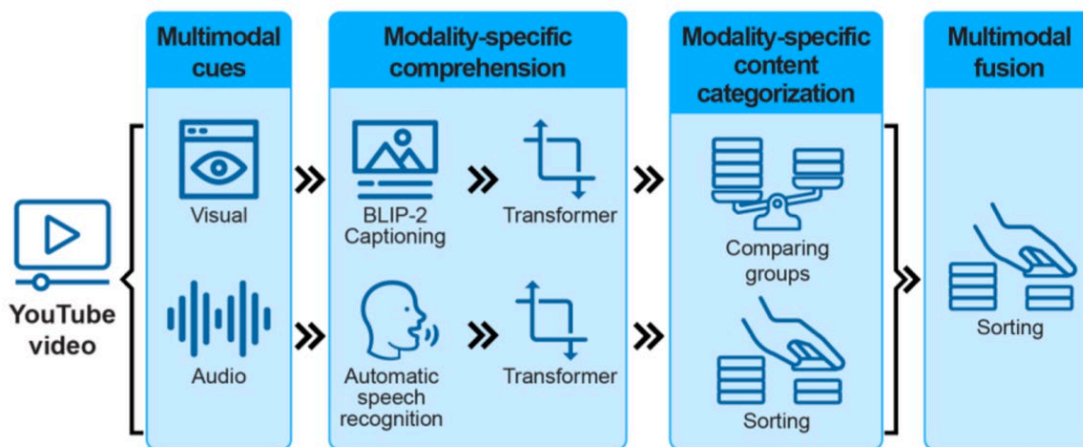 Multimodal
cues
Modality-specific
comprehension
Modality-specific
content
categorization
Multimodal
fusion
YouTube
video
Visual
BLIP-2
Captioning
Transformer
Comparing
groups
Audio
Automatic
speech
recognition
Transformer
Sorting
Sorting